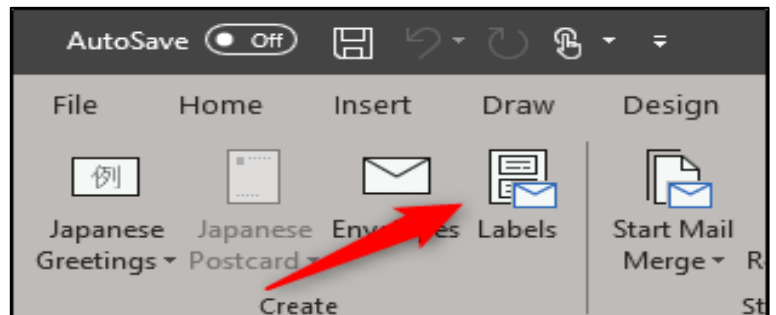 AutoSave Off
File Home Insert Draw Design
例
Japanese Japanese Labels Start Mail
Greetings Postcard Merge
Create